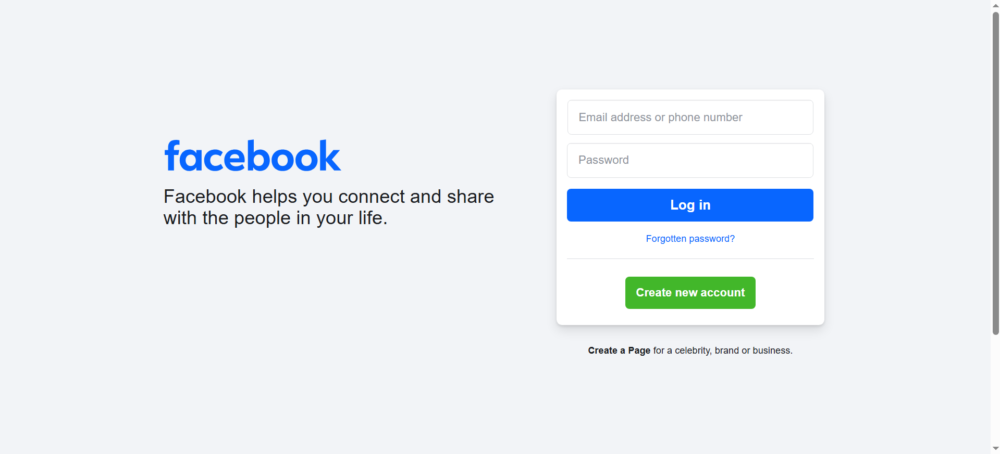 facebook
Facebook helps you connect and share
with the people in your life.
Email address or phone number
Password
Log in
Forgotten password?
Create new account
Create a Page for a celebrity, brand or business.